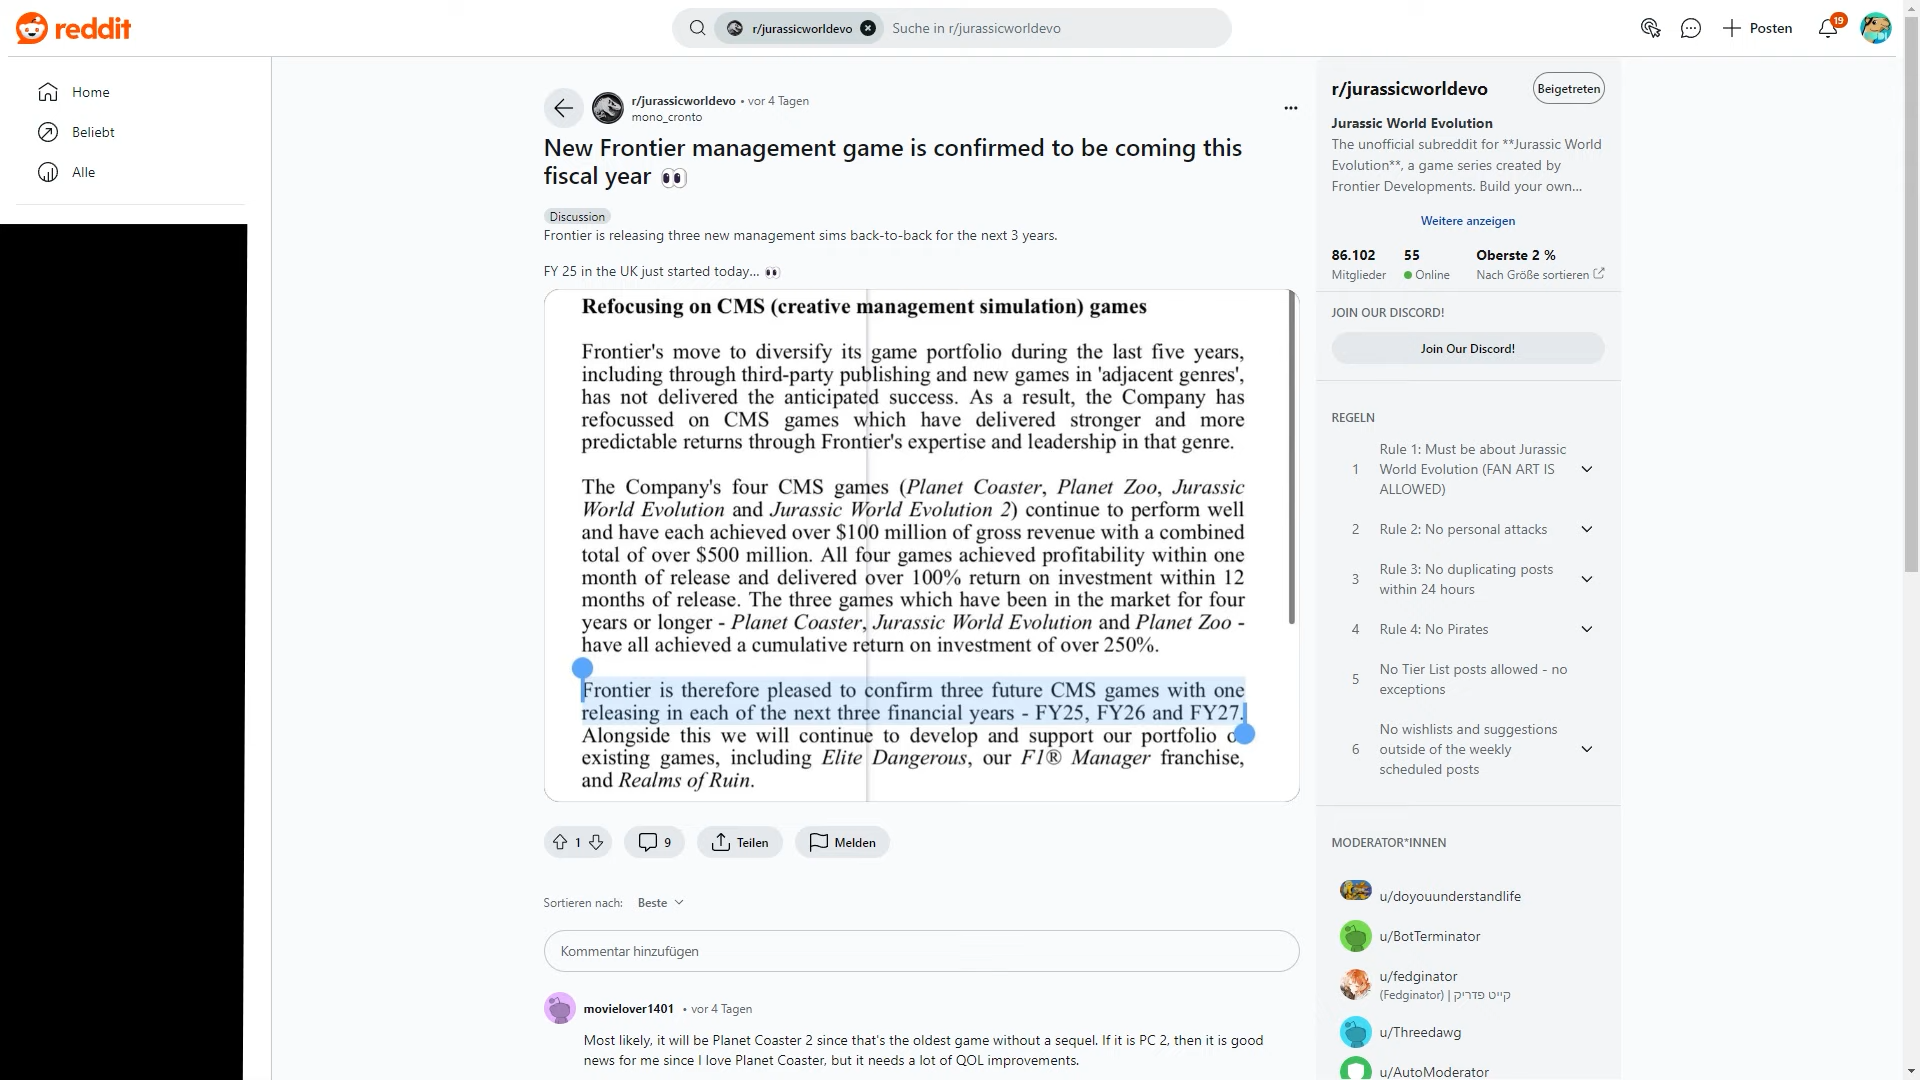 reddit
r/jurassicworldevo
Suche in r/jurassicworldevo
Posten
19
Home
Beliebt
Alle
r/jurassicworldevo • vor 4 Tagen
mono_cronto
New Frontier management game is confirmed to be coming this
fiscal year 👀
Discussion
Frontier is releasing three new management sims back-to-back for the next 3 years.
FY 25 in the UK just started today... 👀
Refocusing on CMS (creative management simulation) games
Frontier's move to diversify its game portfolio during the last five years,
including through third-party publishing and new games in 'adjacent genres',
has not delivered the anticipated success. As a result, the Company has
refocussed on CMS games which have delivered stronger and more
predictable returns through Frontier's expertise and leadership in that genre.
The Company's four CMS games (Planet Coaster, Planet Zoo, Jurassic
World Evolution and Jurassic World Evolution 2) continue to perform well
and have each achieved over $100 million of gross revenue with a combined
total of over $500 million. All four games achieved profitability within one
month of release and delivered over 100% return on investment within 12
months of release. The three games which have been in the market for four
years or longer - Planet Coaster, Jurassic World Evolution and Planet Zoo -
have all achieved a cumulative return on investment of over 250%.
Frontier is therefore pleased to confirm three future CMS games with one
releasing in each of the next three financial years - FY25, FY26 and FY27.
Alongside this we will continue to develop and support our portfolio
existing games, including Elite Dangerous, our F1® Manager franchise,
and Realms of Ruin.
1
9
Teilen
Melden
Sortieren nach: Beste
Kommentar hinzufügen
movielover1401 • vor 4 Tagen
Most likely, it will be Planet Coaster 2 since that's the oldest game without a sequel. If it is PC 2, then it is good
news for me since I love Planet Coaster, but it needs a lot of QOL improvements.
r/jurassicworldevo
Beigetreten
Jurassic World Evolution
The unofficial subreddit for **Jurassic World
Evolution**, a game series created by
Frontier Developments. Build your own...
Weitere anzeigen
86.102 55 Oberste 2 %
Mitglieder Online Nach Größe sortieren
JOIN OUR DISCORD!
Join Our Discord!
REGELN
1 Rule 1: Must be about Jurassic
World Evolution (FAN ART IS
ALLOWED)
2 Rule 2: No personal attacks
3 Rule 3: No duplicating posts
within 24 hours
4 Rule 4: No Pirates
5 No Tier List posts allowed - no
exceptions
6 No wishlists and suggestions
outside of the weekly
scheduled posts
MODERATOR*INNEN
u/doyouunderstandlife
u/BotTerminator
u/fedginator
(Fedginator) | קייט פדריק
u/Threedawg
u/AutoModerator